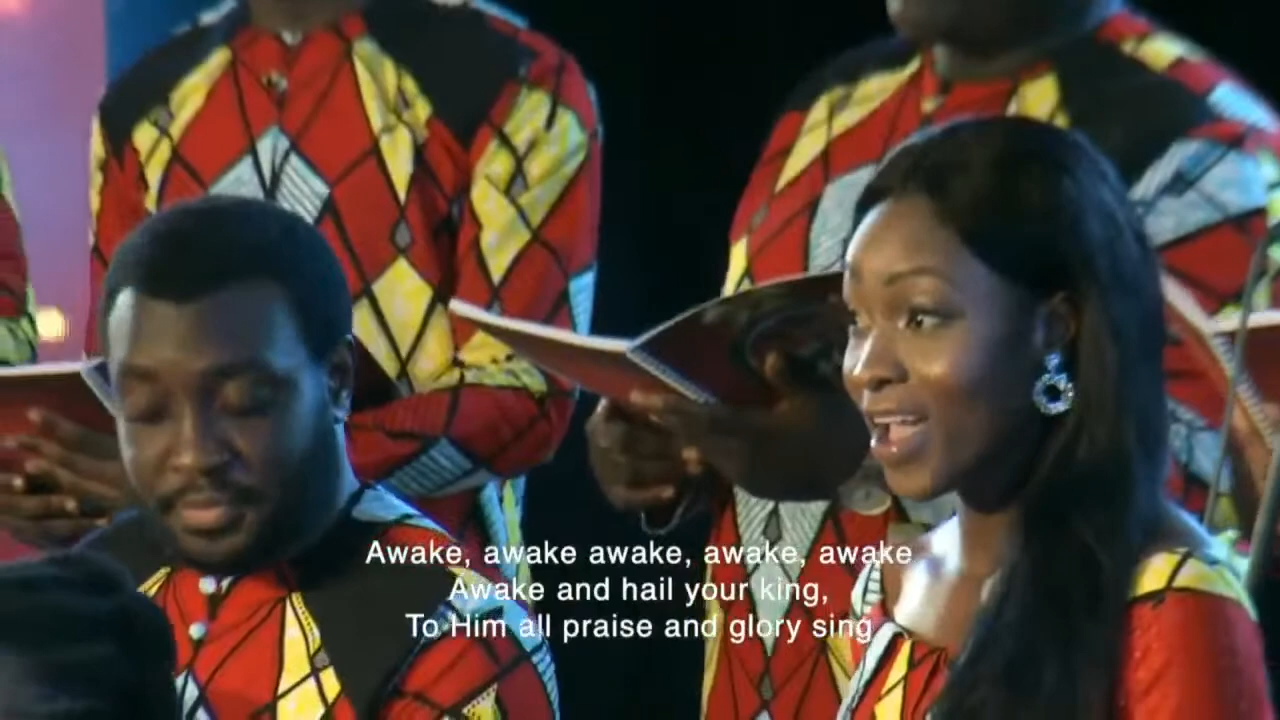 Awake, awake awake, awake, awake
Awake and hail your king,
To Him all praise and glory sing